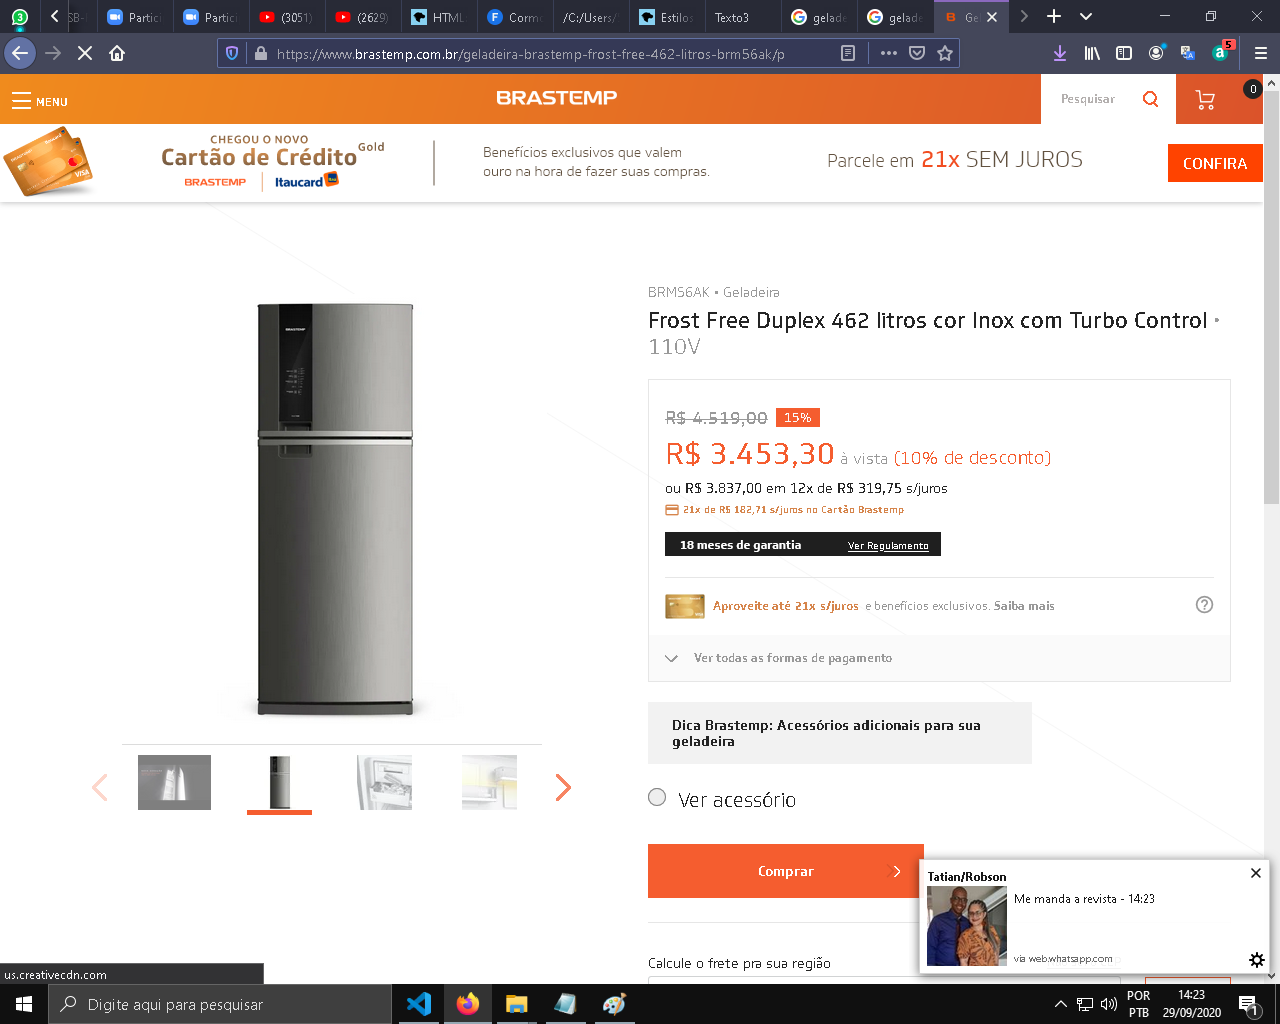 3
SB-
Partici
Partici
(3051)
(2629)
HTML
Corm
/C:/Users/
Estilos
Texto3
gelade
gelade
Ge
https://www.brastemp.com.br/geladeira-brastemp-frost-free-462-litros-brm56ak/p
5
MENU
BRASTEMP
Pesquisar
0
CHEGOU O NOVO
Cartão de Crédito Gold
BRASTEMP Itaucard
Benefícios exclusivos que valem
ouro na hora de fazer suas compras.
Parcele em 21x SEM JUROS
CONFIRA
VISA
BRM56AK • Geladeira
Frost Free Duplex 462 litros cor Inox com Turbo Control •
110V
BRASTEMP
R$ 4.519,00 15%
R$ 3.453,30 à vista (10% de desconto)
ou R$ 3.837,00 em 12x de R$ 319,75 s/juros
21x de R$ 182,71 s/juros no Cartão Brastemp
18 meses de garantia Ver Regulamento
Aproveite até 21x s/juros e benefícios exclusivos. Saiba mais
Ver todas as formas de pagamento
Dica Brastemp: Acessórios adicionais para sua
geladeira
Ver acessório
Comprar
Calcule o frete pra sua região
Tatian/Robson
Me manda a revista - 14:23
via web.whatsapp.com
us.creativecdn.com
Digite aqui para pesquisar
POR
PTB
14:23
29/09/2020
1